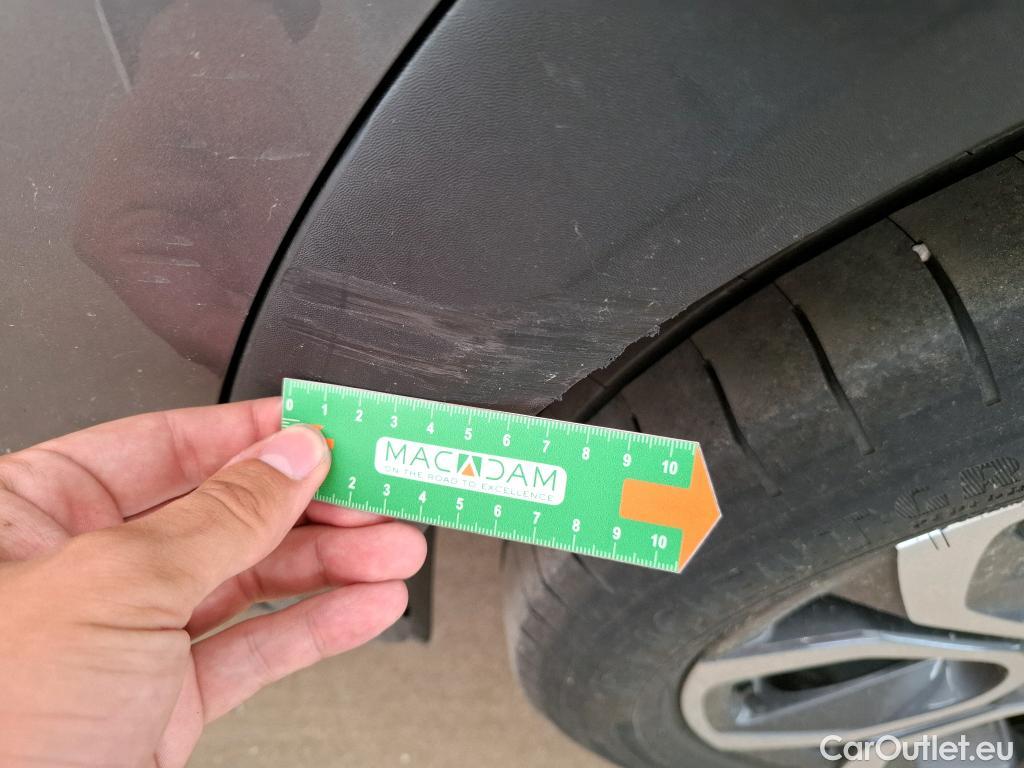 0 1 2 3 4 5 6 7 8 9 10
MACADAM
ON THE ROAD TO EXCELLENCE
2 3 4 5 6 7 8 9 10
CarOutlet.eu